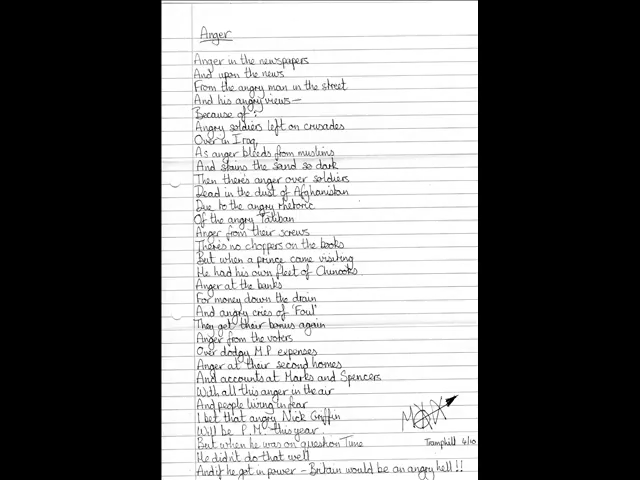 Anger
Anger in the newspapers
And upon the news
From the angry man in the street
And his angry views –
Because of :
Angry soldiers left on crusades
Over in Iraq,
As anger bleeds from muslims
And stains the sand so dark
Then there's anger over soldiers
Dead in the dust of Afghanistan
Due to the angry rhetoric
Of the angry Taliban
Anger from their screws
There's no choppers on the books
But when a prince came visiting
He had his own fleet of Chinooks
Anger at the banks
For money down the drain
And angry cries of 'Foul'
They get their bonus again
Anger from the voters
Over dodgy M.P expenses
Anger at their second homes
And accounts at Marks and Spencers
With all this anger in the air
And people living in fear
I bet that angry Nick Griffin
Will be P.M. this year.
But when he was on question Time
He didn't do that well
And if he got in power – Britain would be an angry hell !!
Tramphill 4/10